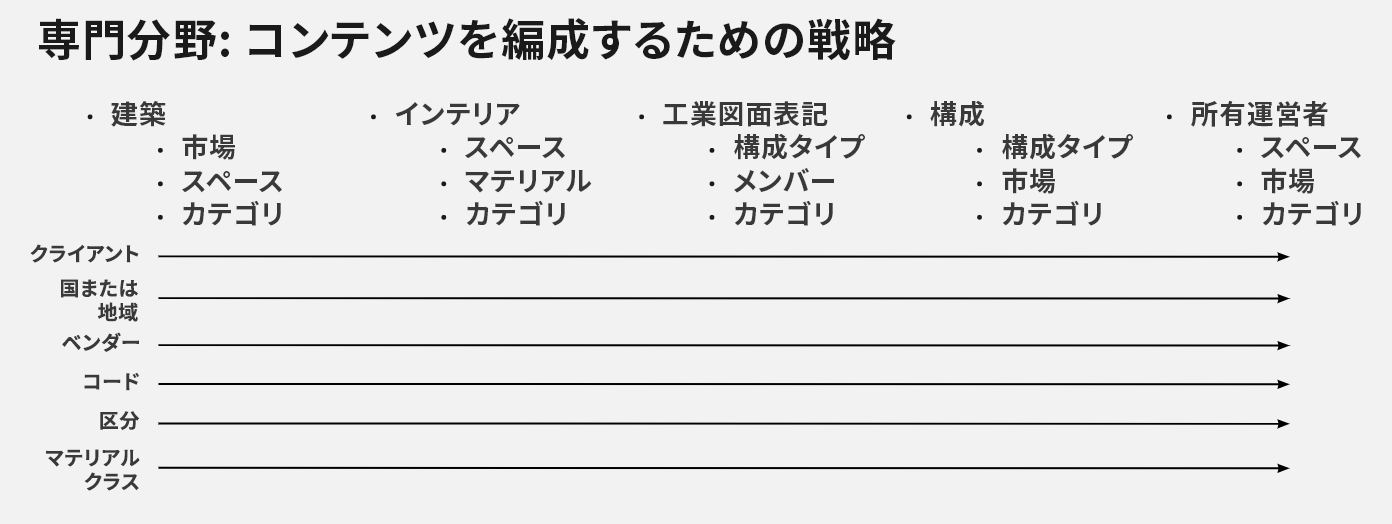 専門分野: コンテンツを編成するための戦略
・ 建築
・ 市場
・ スペース
・ カテゴリ
・ インテリア
・ スペース
・ マテリアル
・ カテゴリ
・ 工業図面表記
・ 構成タイプ
・ メンバー
・ カテゴリ
・ 構成
・ 構成タイプ
・ 市場
・ カテゴリ
・ 所有運営者
・ スペース
・ 市場
・ カテゴリ
クライアント
国または
地域
ベンダー
コード
区分
マテリアル
クラス